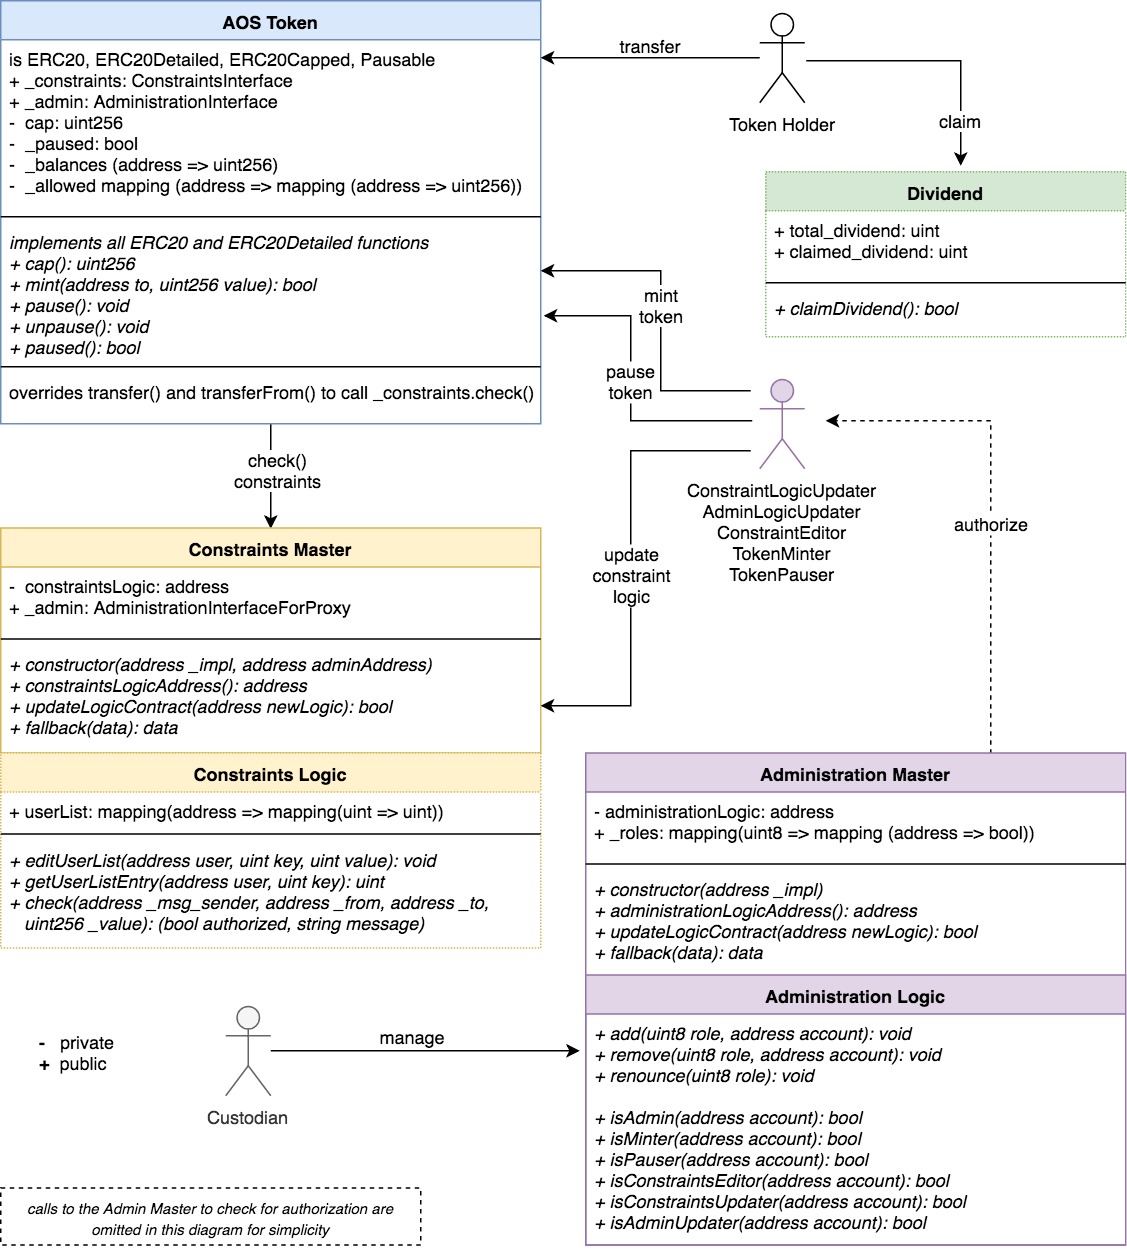 AOS Token
is ERC20, ERC20Detailed, ERC20Capped, Pausable
+ _constraints: ConstraintsInterface
+ _admin: AdministrationInterface
- cap: uint256
- _paused: bool
- _balances (address => uint256)
- _allowed mapping (address => mapping (address => uint256))
implements all ERC20 and ERC20Detailed functions
+ cap(): uint256
+ mint(address to, uint256 value): bool
+ pause(): void
+ unpause(): void
+ paused(): bool
overrides transfer() and transferFrom() to call _constraints.check()
transfer
Token Holder
claim
Dividend
+ total_dividend: uint
+ claimed_dividend: uint
+ claimDividend(): bool
mint
token
pause
token
check()
constraints
ConstraintLogicUpdater
AdminLogicUpdater
ConstraintEditor
TokenMinter
TokenPauser
authorize
update
constraint
logic
Constraints Master
- constraintsLogic: address
+ _admin: AdministrationInterfaceForProxy
+ constructor(address _impl, address adminAddress)
+ constraintsLogicAddress(): address
+ updateLogicContract(address newLogic): bool
+ fallback(data): data
Constraints Logic
+ userList: mapping(address => mapping(uint => uint))
+ editUserList(address user, uint key, uint value): void
+ getUserListEntry(address user, uint key): uint
+ check(address _msg_sender, address _from, address _to,
uint256 _value): (bool authorized, string message)
Administration Master
- administrationLogic: address
+ _roles: mapping(uint8 => mapping (address => bool))
+ constructor(address _impl)
+ administrationLogicAddress(): address
+ updateLogicContract(address newLogic): bool
+ fallback(data): data
Administration Logic
+ add(uint8 role, address account): void
+ remove(uint8 role, address account): void
+ renounce(uint8 role): void
+ isAdmin(address account): bool
+ isMinter(address account): bool
+ isPauser(address account): bool
+ isConstraintsEditor(address account): bool
+ isConstraintsUpdater(address account): bool
+ isAdminUpdater(address account): bool
- private
+ public
Custodian
manage
calls to the Admin Master to check for authorization are
omitted in this diagram for simplicity